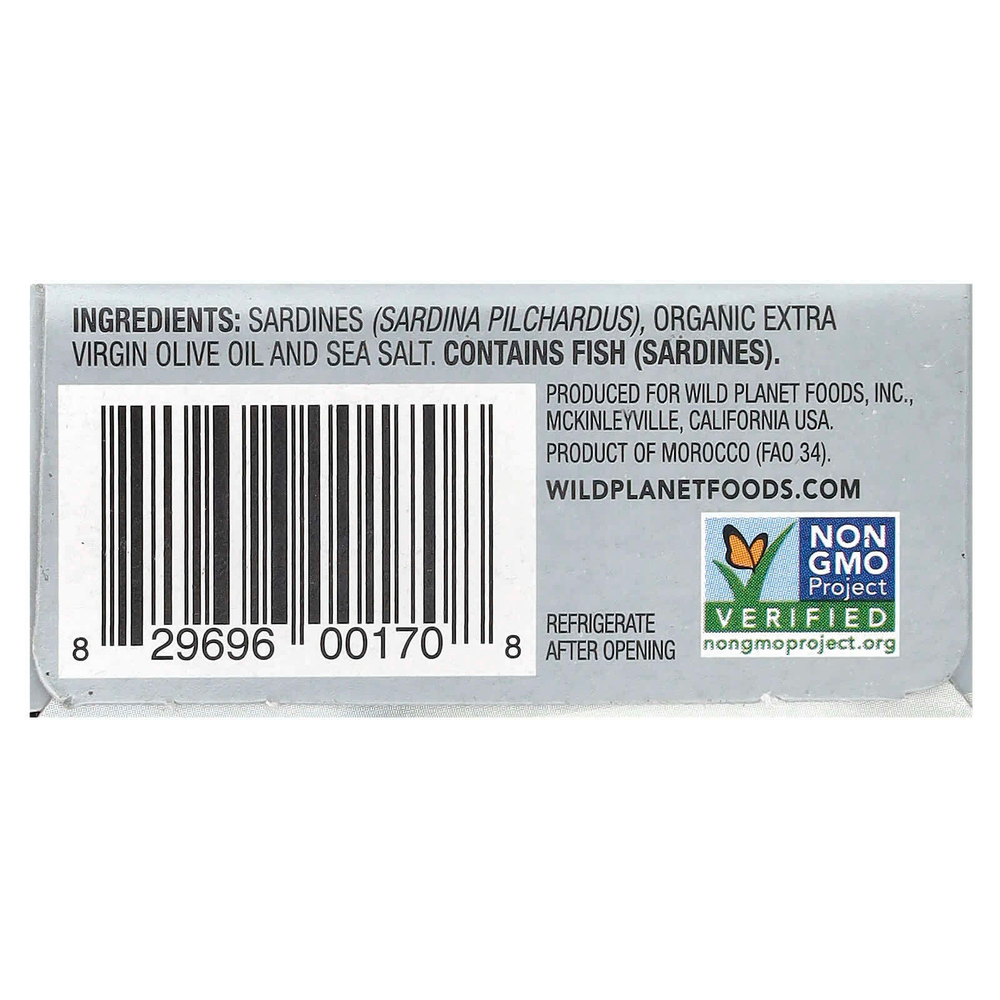 INGREDIENTS: SARDINES (SARDINA PILCHARDUS), ORGANIC EXTRA
VIRGIN OLIVE OIL AND SEA SALT. CONTAINS FISH (SARDINES).
PRODUCED FOR WILD PLANET FOODS, INC.,
MCKINLEYVILLE, CALIFORNIA USA.
PRODUCT OF MOROCCO (FAO 34).
WILDPLANETFOODS.COM
NON
GMO
Project
VERIFIED
nongmoproject.org
REFRIGERATE
AFTER OPENING
8 29696 00170 8